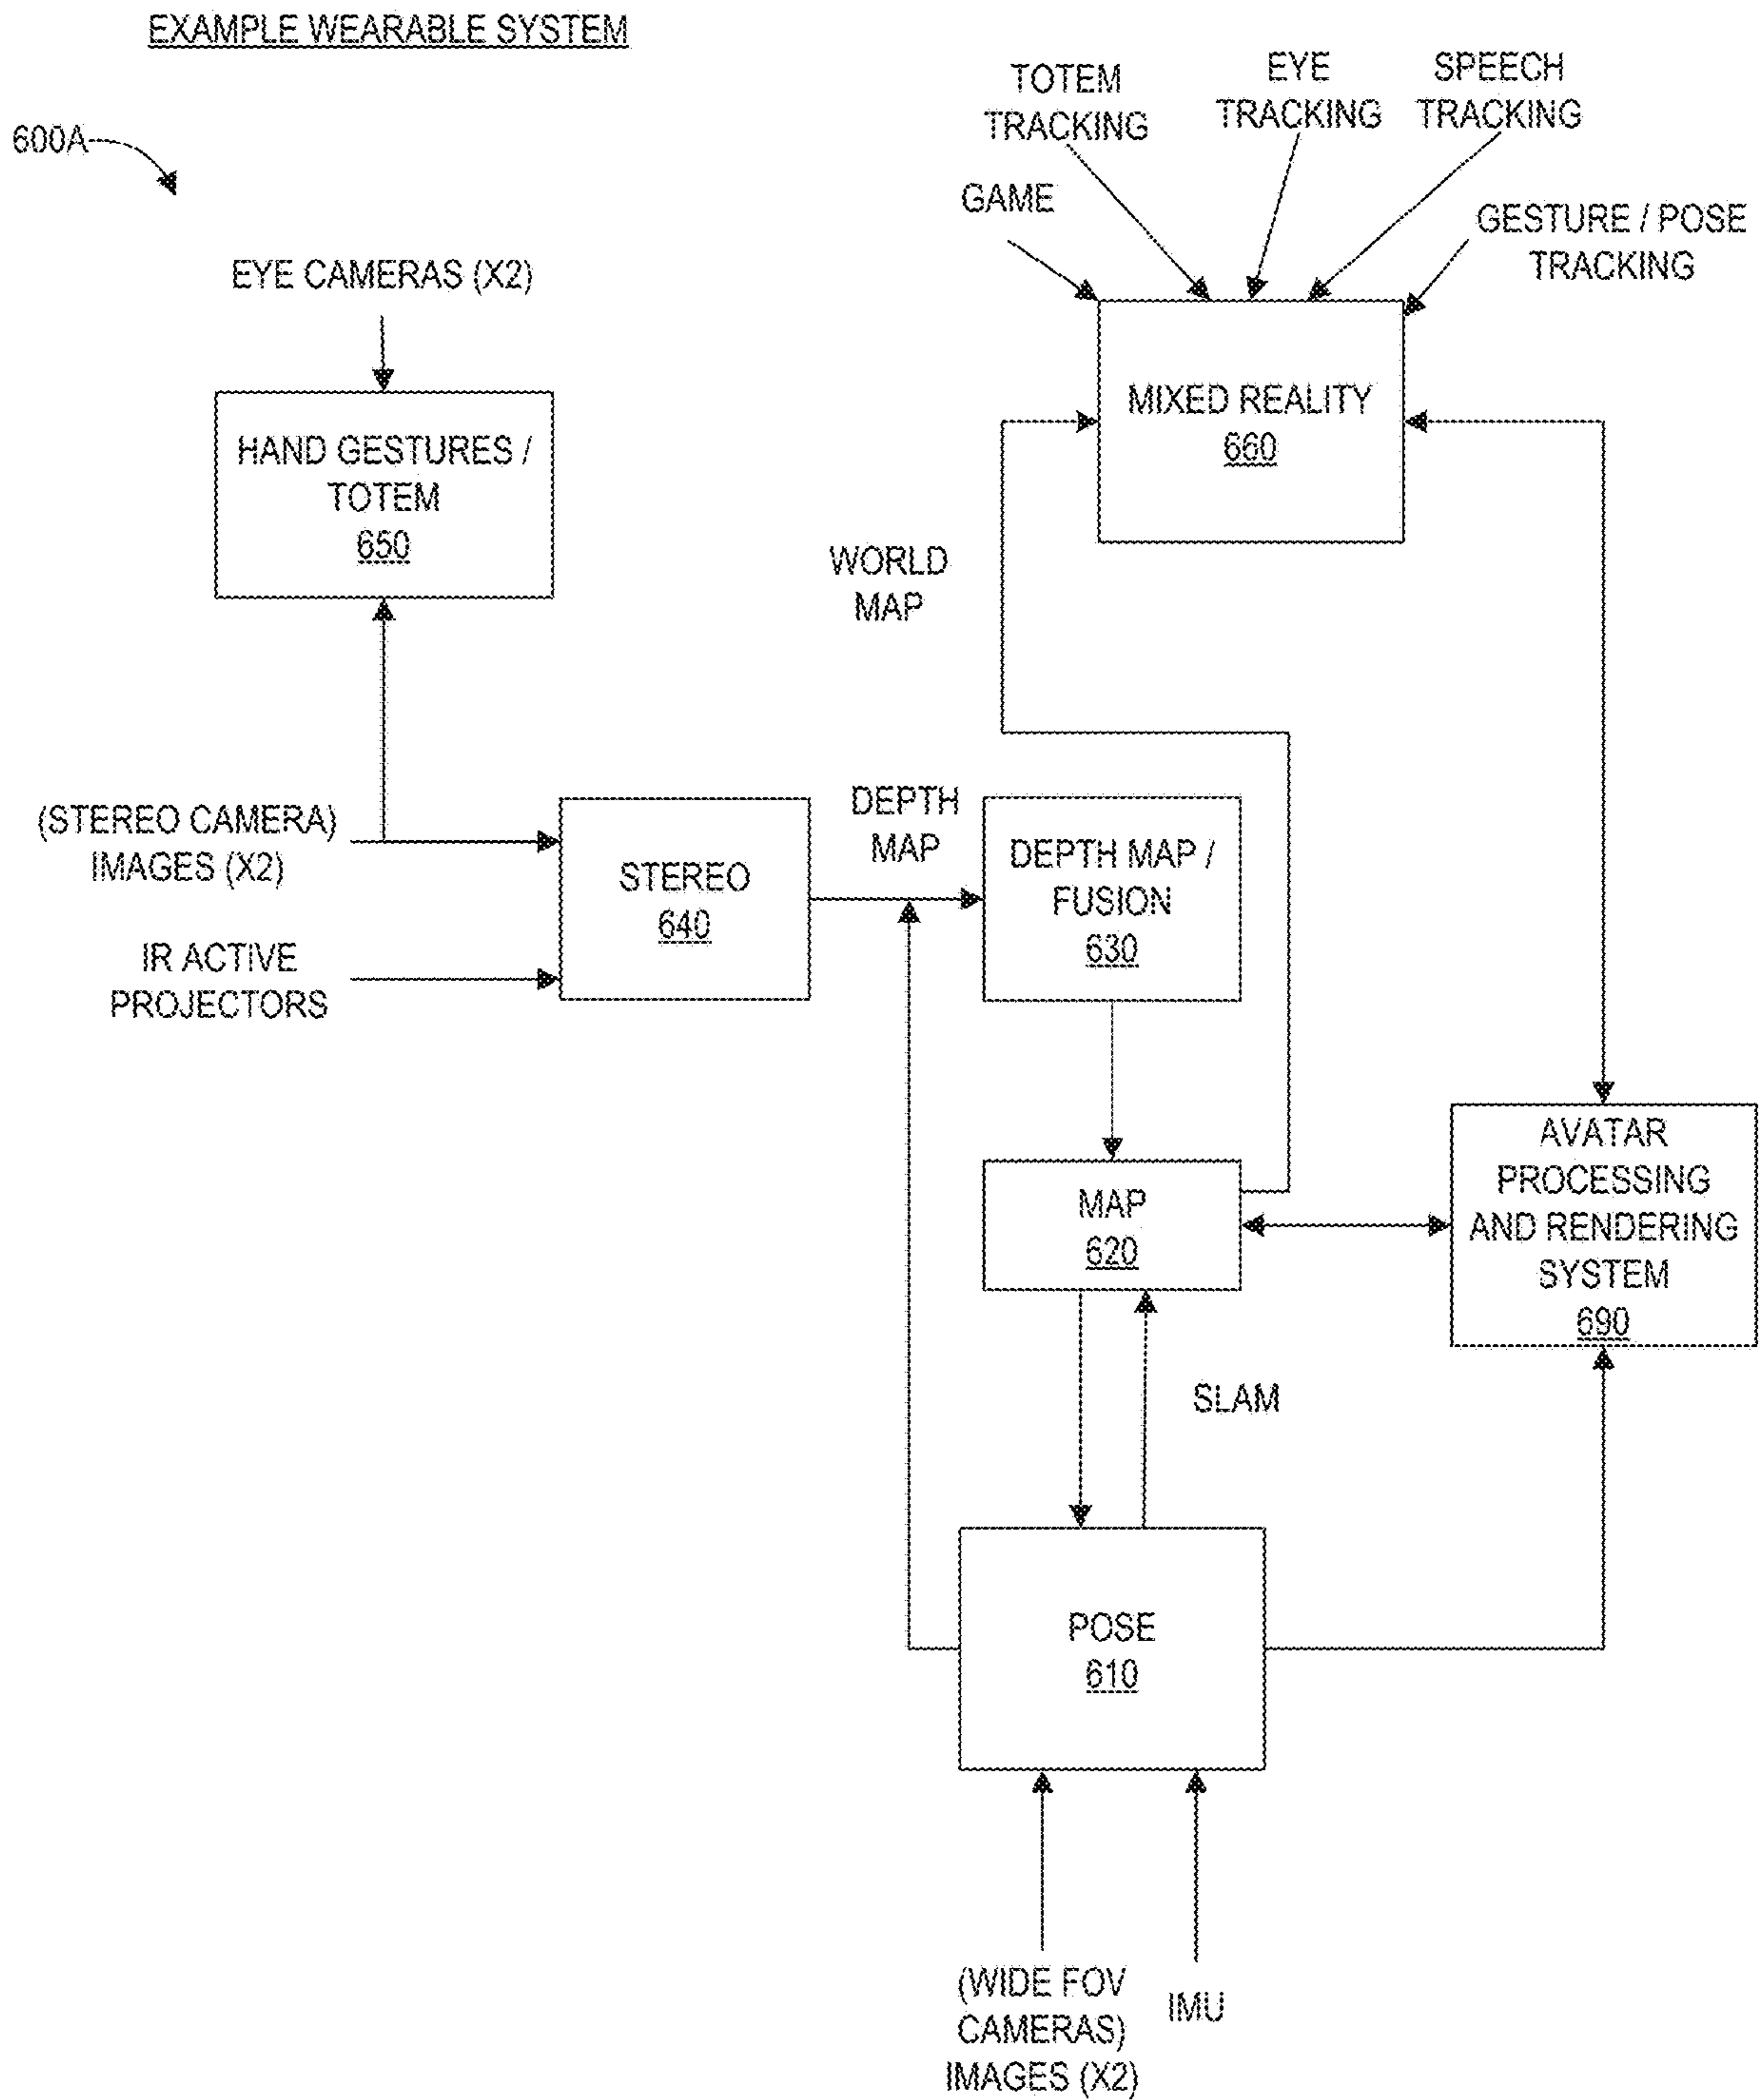 EXAMPLE WEARABLE SYSTEM
600A
TOTEM
TRACKING
EYE
TRACKING
SPEECH
TRACKING
GAME
GESTURE / POSE
TRACKING
EYE CAMERAS (X2)
HAND GESTURES /
TOTEM
650
MIXED REALITY
660
WORLD
MAP
(STEREO CAMERA)
IMAGES (X2)
IR ACTIVE
PROJECTORS
STEREO
640
DEPTH
MAP
DEPTH MAP /
FUSION
630
MAP
620
AVATAR
PROCESSING
AND RENDERING
SYSTEM
690
SLAM
POSE
610
(WIDE FOV
CAMERAS)
IMAGES (X2)
IMU